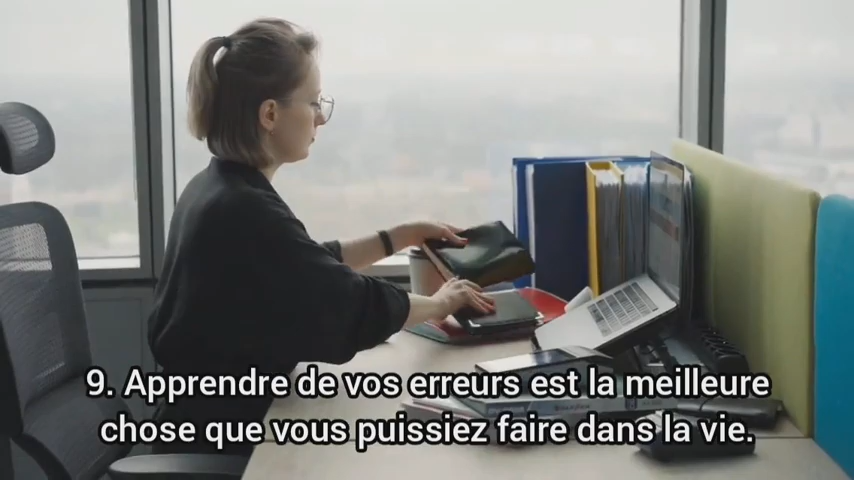 9. Apprendre de vos erreurs est la meilleure
chose que vous puissiez faire dans la vie.